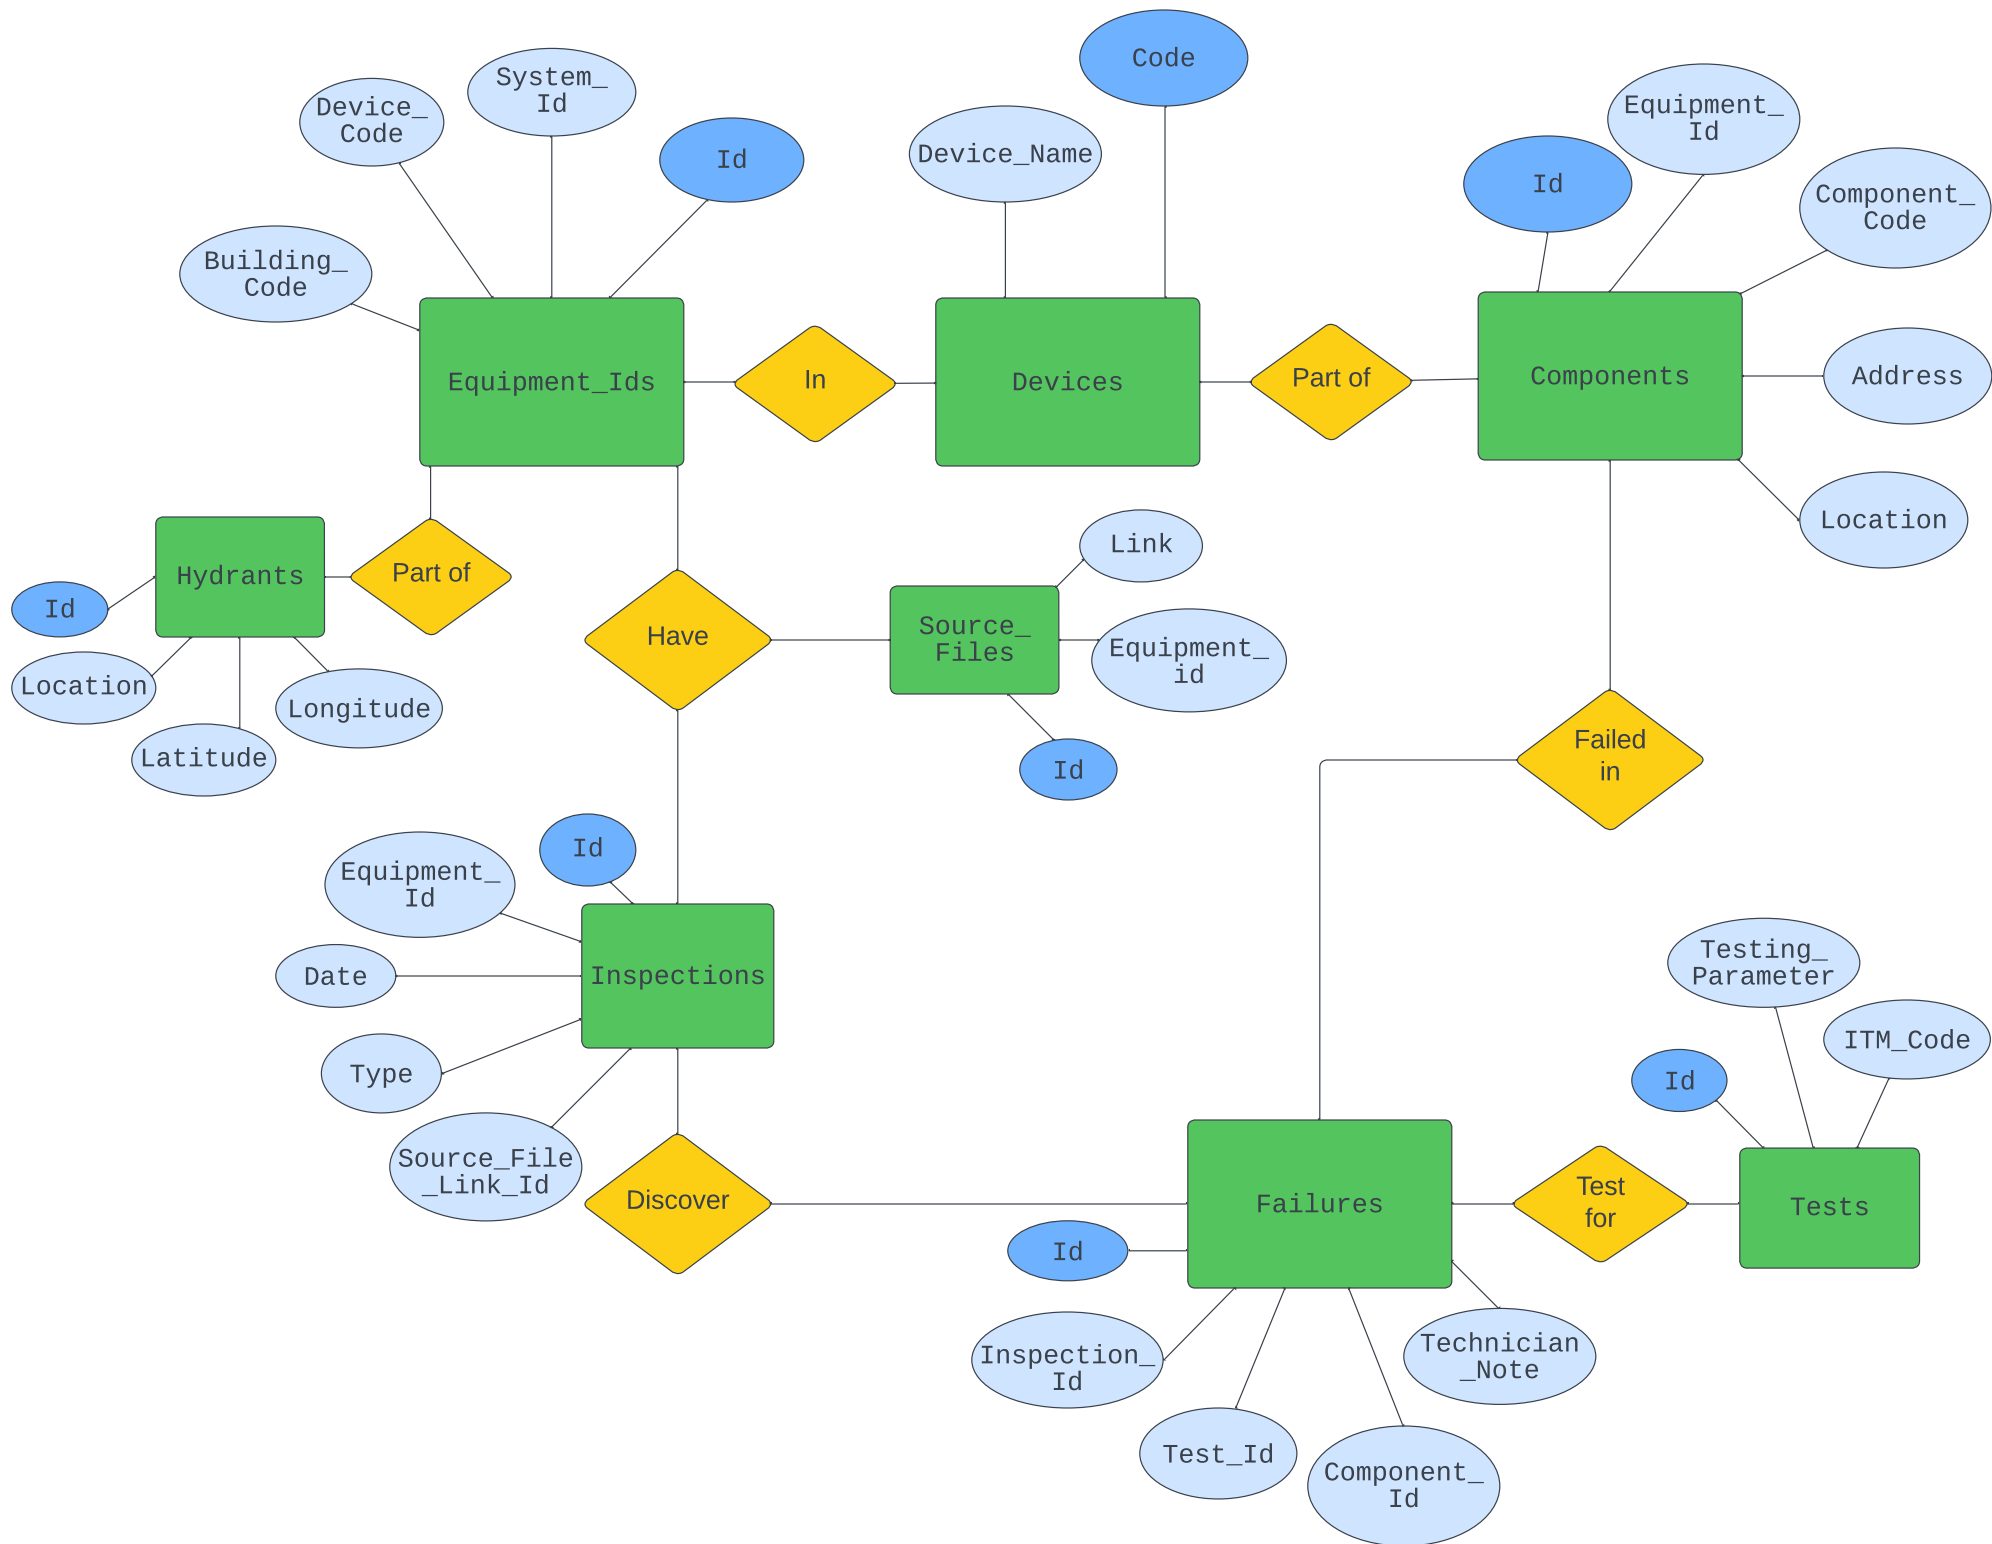 Code
System_
Id
Device_
Code
Id
Device_Name
Equipment_
Id
Id
Component_
Code
Building_
Code
Equipment_Ids
In
Devices
Part of
Components
Address
Location
Hydrants
Part of
Id
Location
Latitude
Longitude
Have
Source_
Files
Link
Equipment_
id
Id
Failed
in
Id
Equipment_
Id
Date
Inspections
Type
Source_File
_Link_Id
Discover
Testing_
Parameter
ITM_Code
Id
Failures
Test
for
Tests
Id
Inspection_
Id
Test_Id
Component_
Id
Technician
_Note